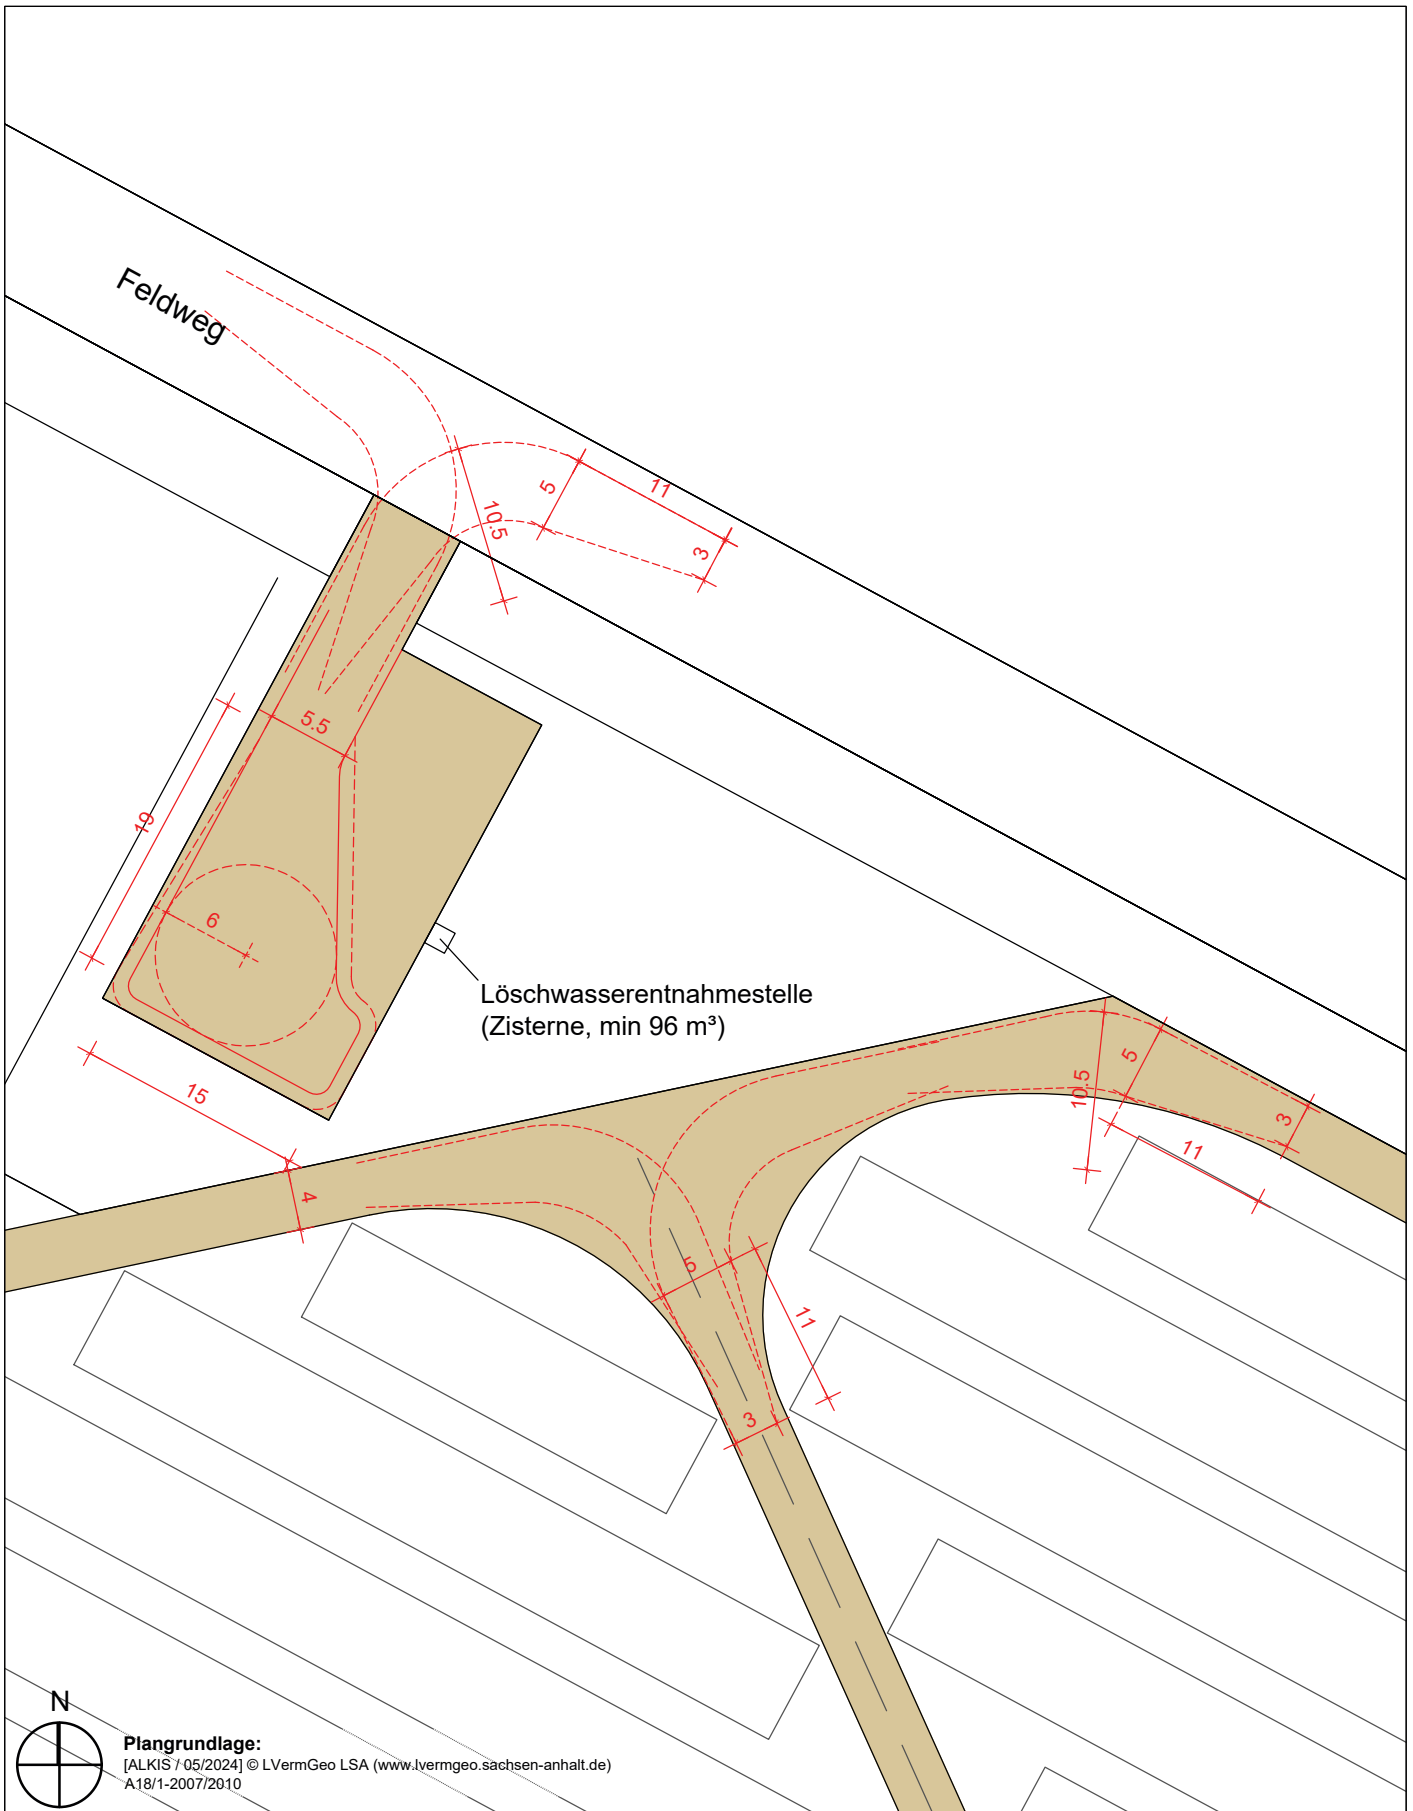 Feldweg
11
5
10.5
3
5.5
19
6
Löschwasserentnahmestelle
(Zisterne, min 96 m³)
15
5
10.5
3
11
4
5
11
3
N
Plangrundlage:
[ALKIS / 05/2024] © LVermGeo LSA (www.lvermgeo.sachsen-anhalt.de)
A18/1-2007/2010